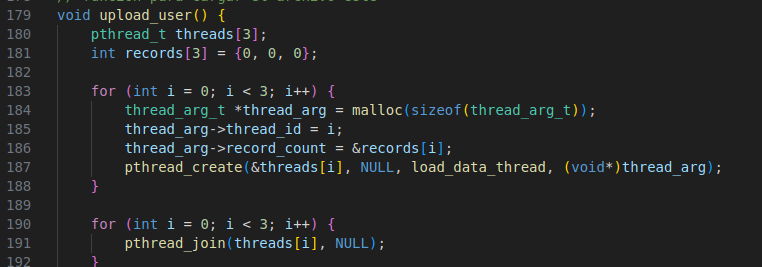 179 void upload_user() {
180 pthread_t threads[3];
181 int records[3] = {0, 0, 0};
182
183 for (int i = 0; i < 3; i++) {
184 thread_arg_t *thread_arg = malloc(sizeof(thread_arg_t));
185 thread_arg->thread_id = i;
186 thread_arg->record_count = &records[i];
187 pthread_create(&threads[i], NULL, load_data_thread, (void*)thread_arg);
188 }
189
190 for (int i = 0; i < 3; i++) {
191 pthread_join(threads[i], NULL);
192 }